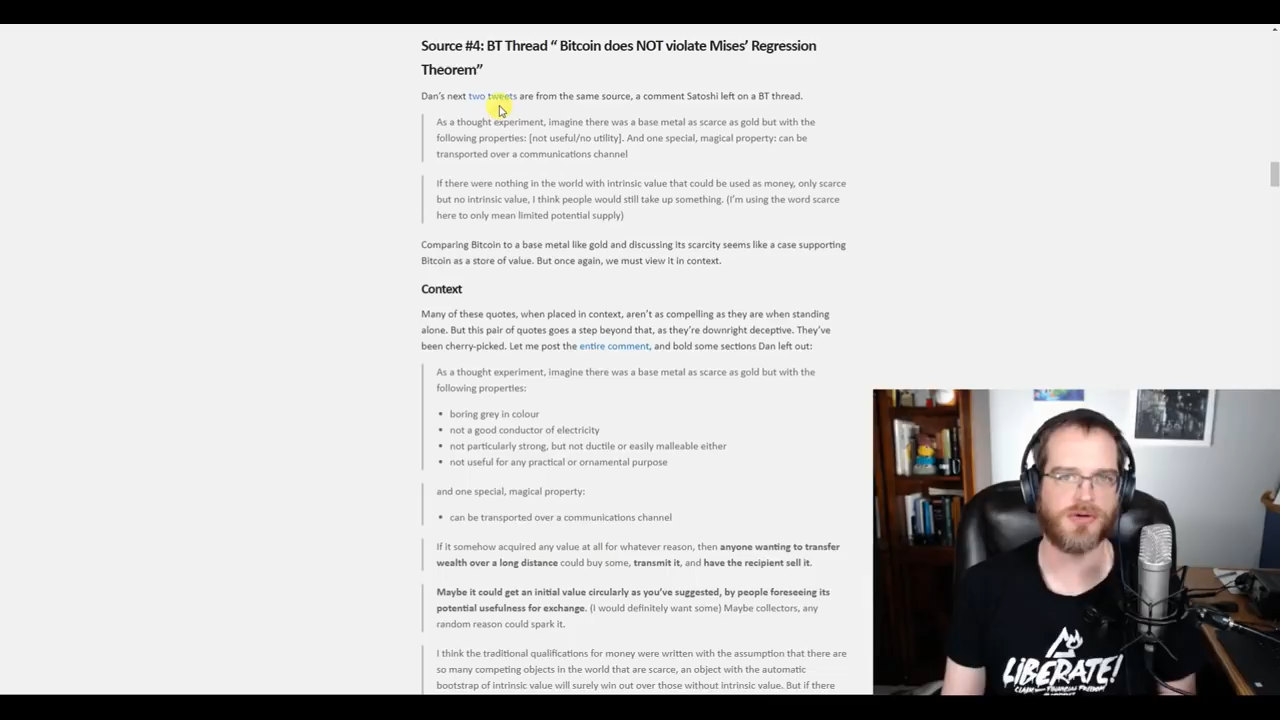 Source #4: BT Thread “ Bitcoin does NOT violate Mises’ Regression
Theorem”
Dan’s next two tweets are from the same source, a comment Satoshi left on a BT thread.
As a thought experiment, imagine there was a base metal as scarce as gold but with the
following properties: [not useful/no utility]. And one special, magical property: can be
transported over a communications channel
If there were nothing in the world with intrinsic value that could be used as money, only scarce
but no intrinsic value, I think people would still take up something. (I’m using the word scarce
here to only mean limited potential supply)
Comparing Bitcoin to a base metal like gold and discussing its scarcity seems like a case supporting
Bitcoin as a store of value. But once again, we must view it in context.
Context
Many of these quotes, when placed in context, aren’t as compelling as they are when standing
alone. But this pair of quotes goes a step beyond that, as they’re downright deceptive. They’ve
been cherry-picked. Let me post the entire comment, and bold some sections Dan left out:
As a thought experiment, imagine there was a base metal as scarce as gold but with the
following properties:
• boring grey in colour
• not a good conductor of electricity
• not particularly strong, but not ductile or easily malleable either
• not useful for any practical or ornamental purpose
and one special, magical property:
• can be transported over a communications channel
If it somehow acquired any value at all for whatever reason, then anyone wanting to transfer
wealth over a long distance could buy some, transmit it, and have the recipient sell it.
Maybe it could get an initial value circularly as you’ve suggested, by people foreseeing its
potential usefulness for exchange. (I would definitely want some) Maybe collectors, any
random reason could spark it.
I think the traditional qualifications for money were written with the assumption that there are
so many competing objects in the world that are scarce, an object with the automatic
bootstrap of intrinsic value will surely win out over those without intrinsic value. But if there
LIBERATE!